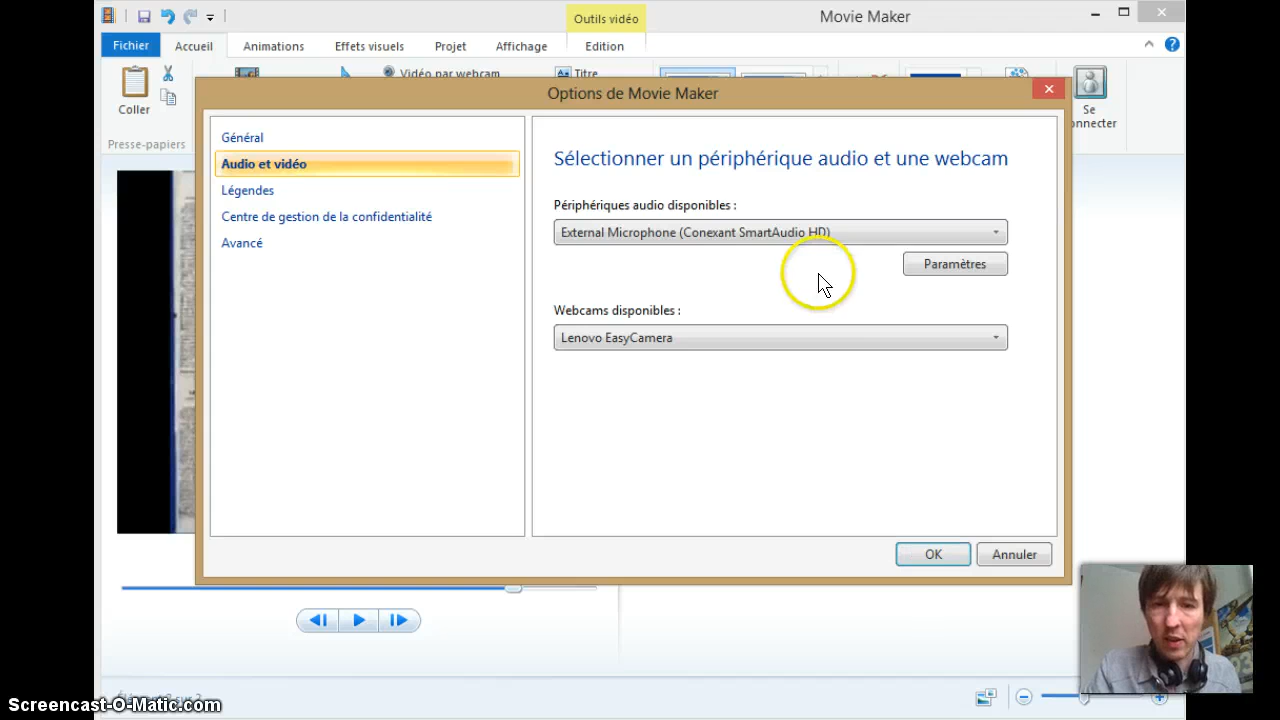 Outils vidéo
Movie Maker
Fichier
Accueil
Animations
Effets visuels
Projet
Affichage
Edition
Vidéo par webcam
Titre
Coller
Se
connecter
Presse-papiers
Options de Movie Maker
Général
Audio et vidéo
Légendes
Centre de gestion de la confidentialité
Avancé
Sélectionner un périphérique audio et une webcam
Périphériques audio disponibles :
External Microphone (Conexant SmartAudio HD)
Paramètres
Webcams disponibles :
Lenovo EasyCamera
OK
Annuler
Screencast-O-Matic.com